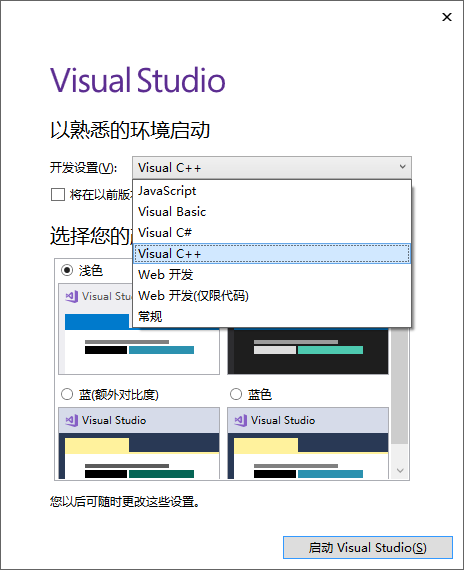 Visual Studio
以熟悉的环境启动
开发设置(V):
Visual C++
将在以前版
JavaScript
Visual Basic
Visual C#
Visual C++
Web 开发
Web 开发(仅限代码)
常规
选择您的
浅色
Visual Stud
蓝(额外对比度)
蓝色
Visual Studio
Visual Studio
您以后可随时更改这些设置。
启动 Visual Studio(S)